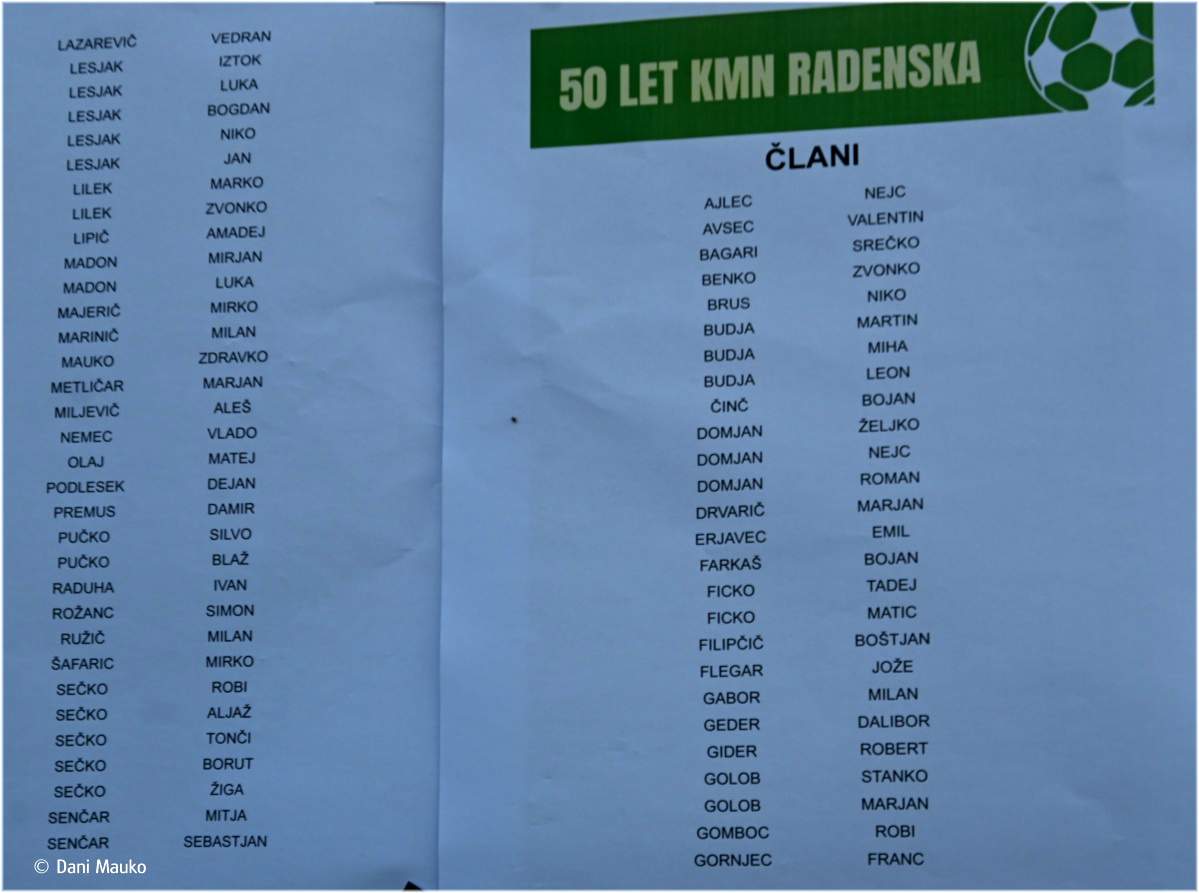 LAZAREVIČ VEDRAN
LESJAK IZTOK
LESJAK LUKA
LESJAK BOGDAN
LESJAK NIKO
LESJAK JAN
LILEK MARKO
LILEK ZVONKO
LIPIČ AMADEJ
MADON MIRJAN
MADON LUKA
MAJERIČ MIRKO
MARINIČ MILAN
MAUKO ZDRAVKO
METLIČAR MARJAN
MILJEVIČ ALEŠ
NEMEC VLADO
OLAJ MATEJ
PODLESEK DEJAN
PREMUS DAMIR
PUČKO SILVO
PUČKO BLAŽ
RADUHA IVAN
ROŽANC SIMON
RUŽIČ MILAN
ŠAFARIC MIRKO
SEČKO ROBI
SEČKO ALJAŽ
SEČKO TONČI
SEČKO BORUT
SEČKO ŽIGA
SENČAR MITJA
SENČAR SEBASTJAN
© Dani Mauko
50 LET KMN RADENSKA
ČLANI
AJLEC NEJC
AVSEC VALENTIN
BAGARI SREČKO
BENKO ZVONKO
BRUS NIKO
BUDJA MARTIN
BUDJA MIHA
BUDJA LEON
ČINČ BOJAN
DOMJAN ŽELJKO
DOMJAN NEJC
DOMJAN ROMAN
DRVARIČ MARJAN
ERJAVEC EMIL
FARKAŠ BOJAN
FICKO TADEJ
FICKO MATIC
FILIPČIČ BOŠTJAN
FLEGAR JOŽE
GABOR MILAN
GEDER DALIBOR
GIDER ROBERT
GOLOB STANKO
GOLOB MARJAN
GOMBOC ROBI
GORNJEC FRANC